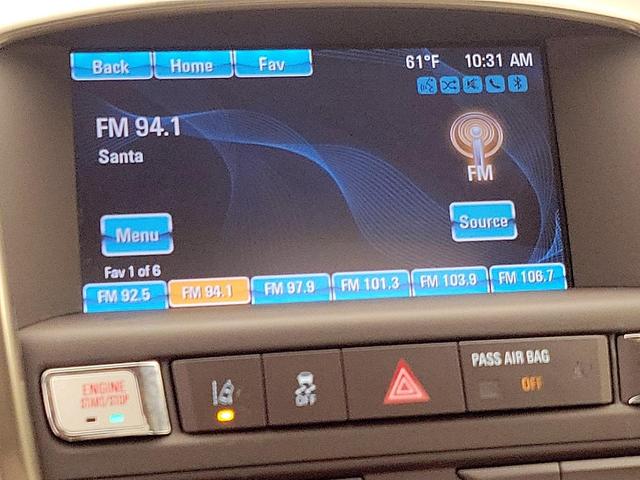 Back Home Fav 61°F 10:31 AM
FM 94.1
Santa
FM
Menu Source
Fav 1 of 6
FM 92.5 FM 94.1 FM 97.9 FM 101.3 FM 103.9 FM 106.7
ENGINE
START/STOP
OFF
PASS AIR BAG
OFF